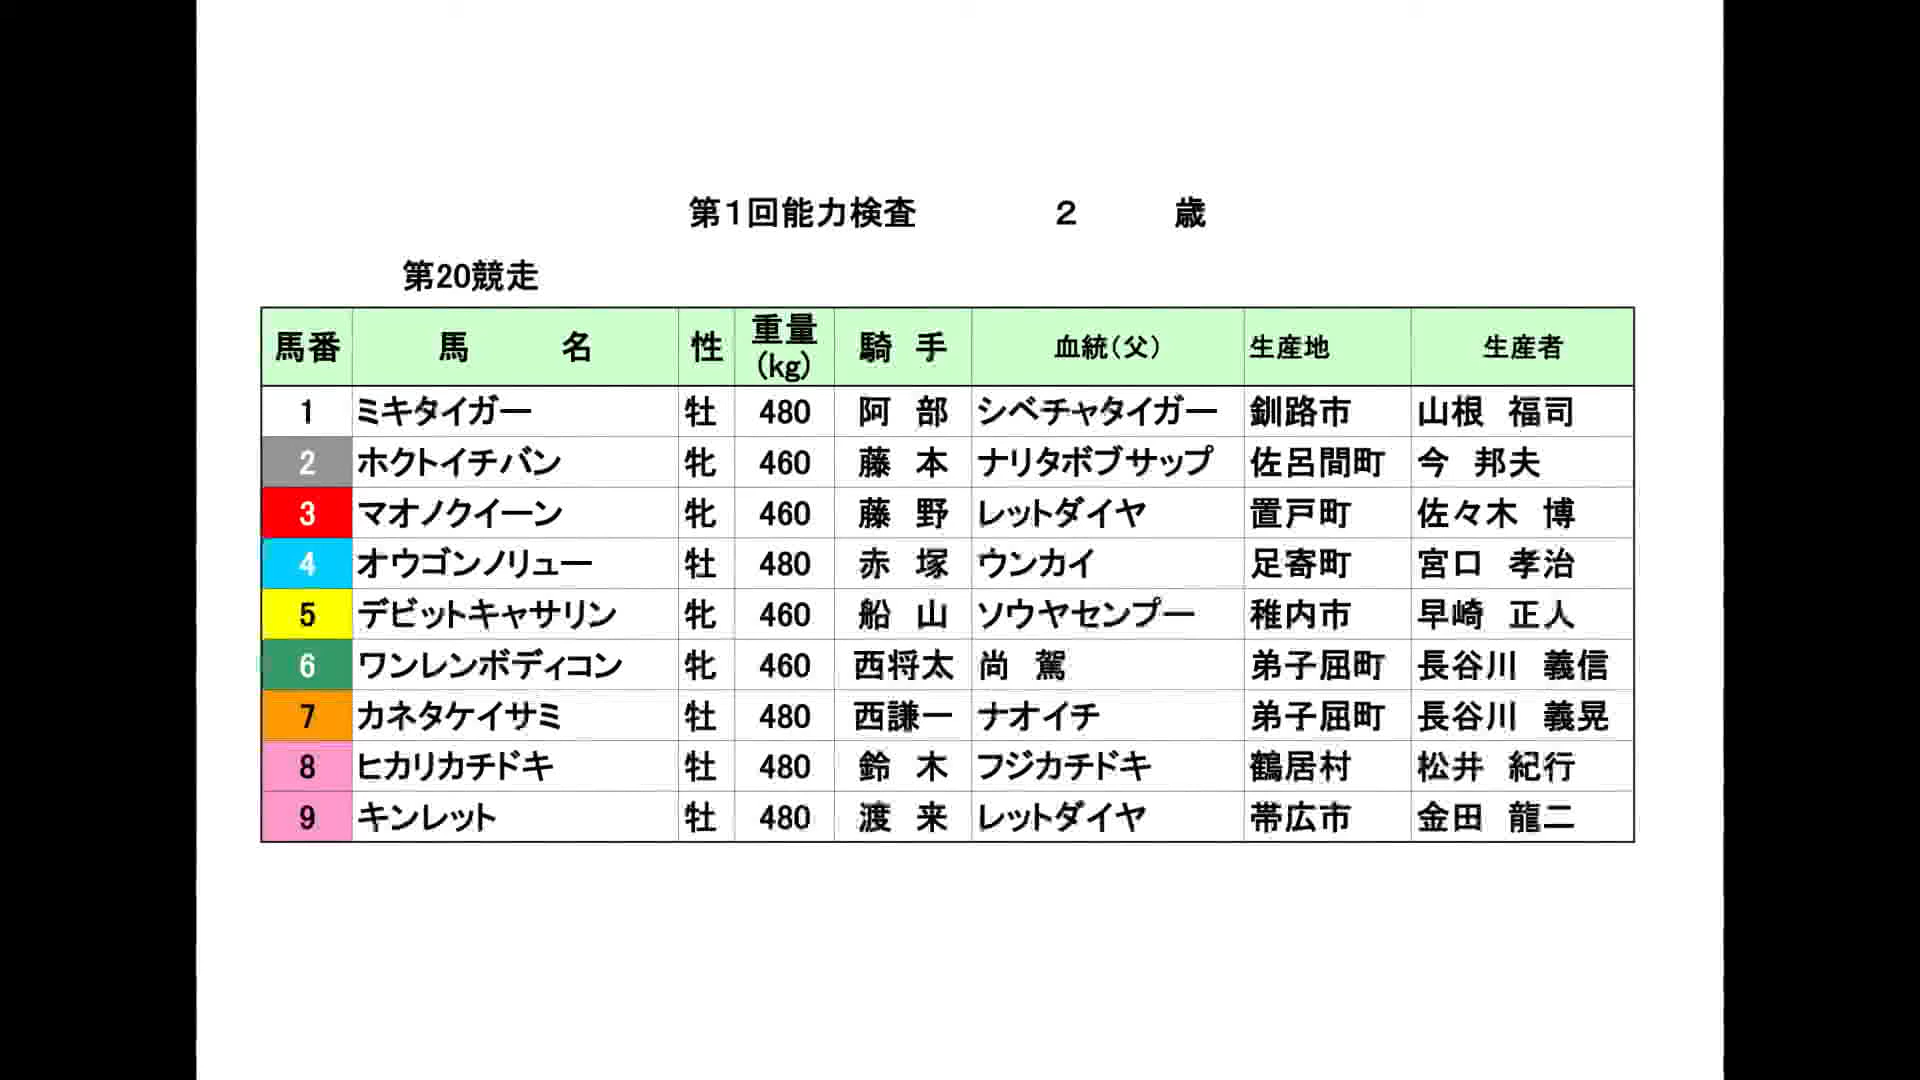 第1回能力検査 2 歳
第20競走
馬番 馬 名 性 重量(kg) 騎 手 血統(父) 生産地 生産者
1 ミキタイガー 牡 480 阿 部 シベチャタイガー 釧路市 山根 福司
2 ホクトイチバン 牝 460 藤 本 ナリタボブサップ 佐呂間町 今 邦夫
3 マオノクイーン 牝 460 藤 野 レットダイヤ 置戸町 佐々木 博
4 オウゴンノリュー 牡 480 赤 塚 ウンカイ 足寄町 宮口 孝治
5 デビットキャサリン 牝 460 船 山 ソウヤセンプー 稚内市 早崎 正人
6 ワンレンボディコン 牝 460 西将太 尚 駕 弟子屈町 長谷川 義信
7 カネタケイサミ 牡 480 西謙一 ナオイチ 弟子屈町 長谷川 義晃
8 ヒカリカチドキ 牡 480 鈴 木 フジカチドキ 鶴居村 松井 紀行
9 キンレット 牡 480 渡 来 レットダイヤ 帯広市 金田 龍二